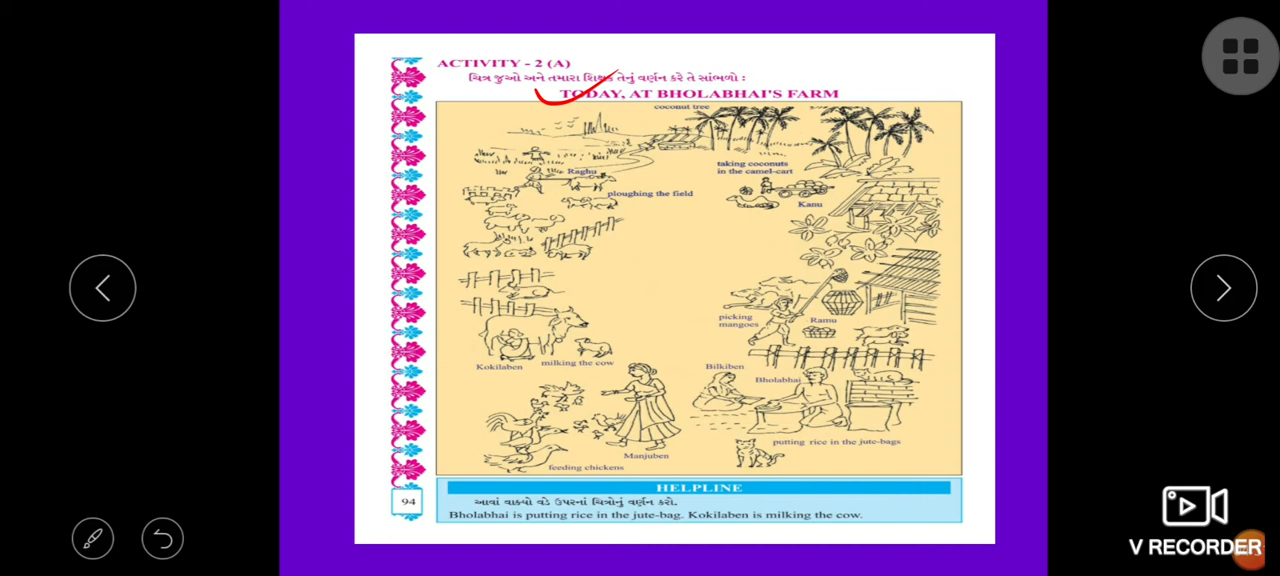 ACTIVITY - 2 (A)
ચિત્ર જુઓ અને તમારા શિક્ષક તેનું વર્ણન કરે તે સાંભળો :
TODAY, AT BHOLABHAI'S FARM
coconut tree
taking coconuts
in the camel-cart
Raghu
ploughing the field
Kanu
picking
mangoes
Ramu
Kokilaben
milking the cow
Bilkiben
Bholabhai
putting rice in the jute-bags
Manjuben
feeding chickens
HELPLINE
94
આવાં વાક્યો વડે ઉપરનાં ચિત્રોનું વર્ણન કરો.
Bholabhai is putting rice in the jute-bag. Kokilaben is milking the cow.
V RECORDER